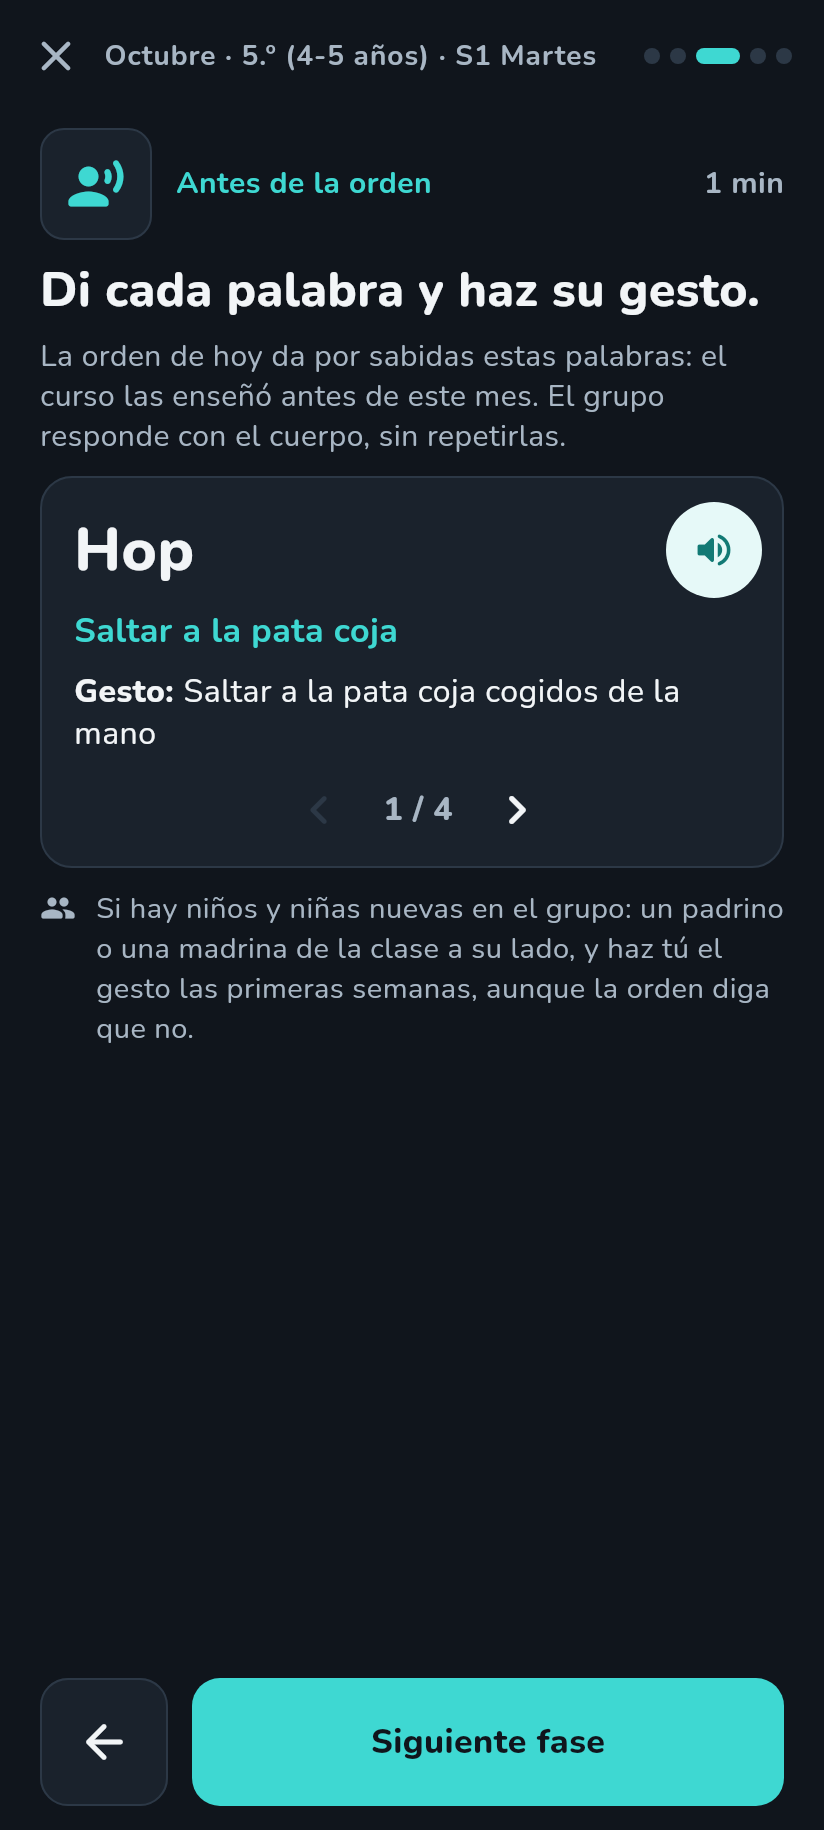 Octubre · 5.º (4-5 años) · S1 Martes
Antes de la orden
1 min
Di cada palabra y haz su gesto.
La orden de hoy da por sabidas estas palabras: el
curso las enseñó antes de este mes. El grupo
responde con el cuerpo, sin repetirlas.
Hop
Saltar a la pata coja
Gesto: Saltar a la pata coja cogidos de la
mano
1 / 4
Si hay niños y niñas nuevas en el grupo: un padrino
o una madrina de la clase a su lado, y haz tú el
gesto las primeras semanas, aunque la orden diga
que no.
Siguiente fase